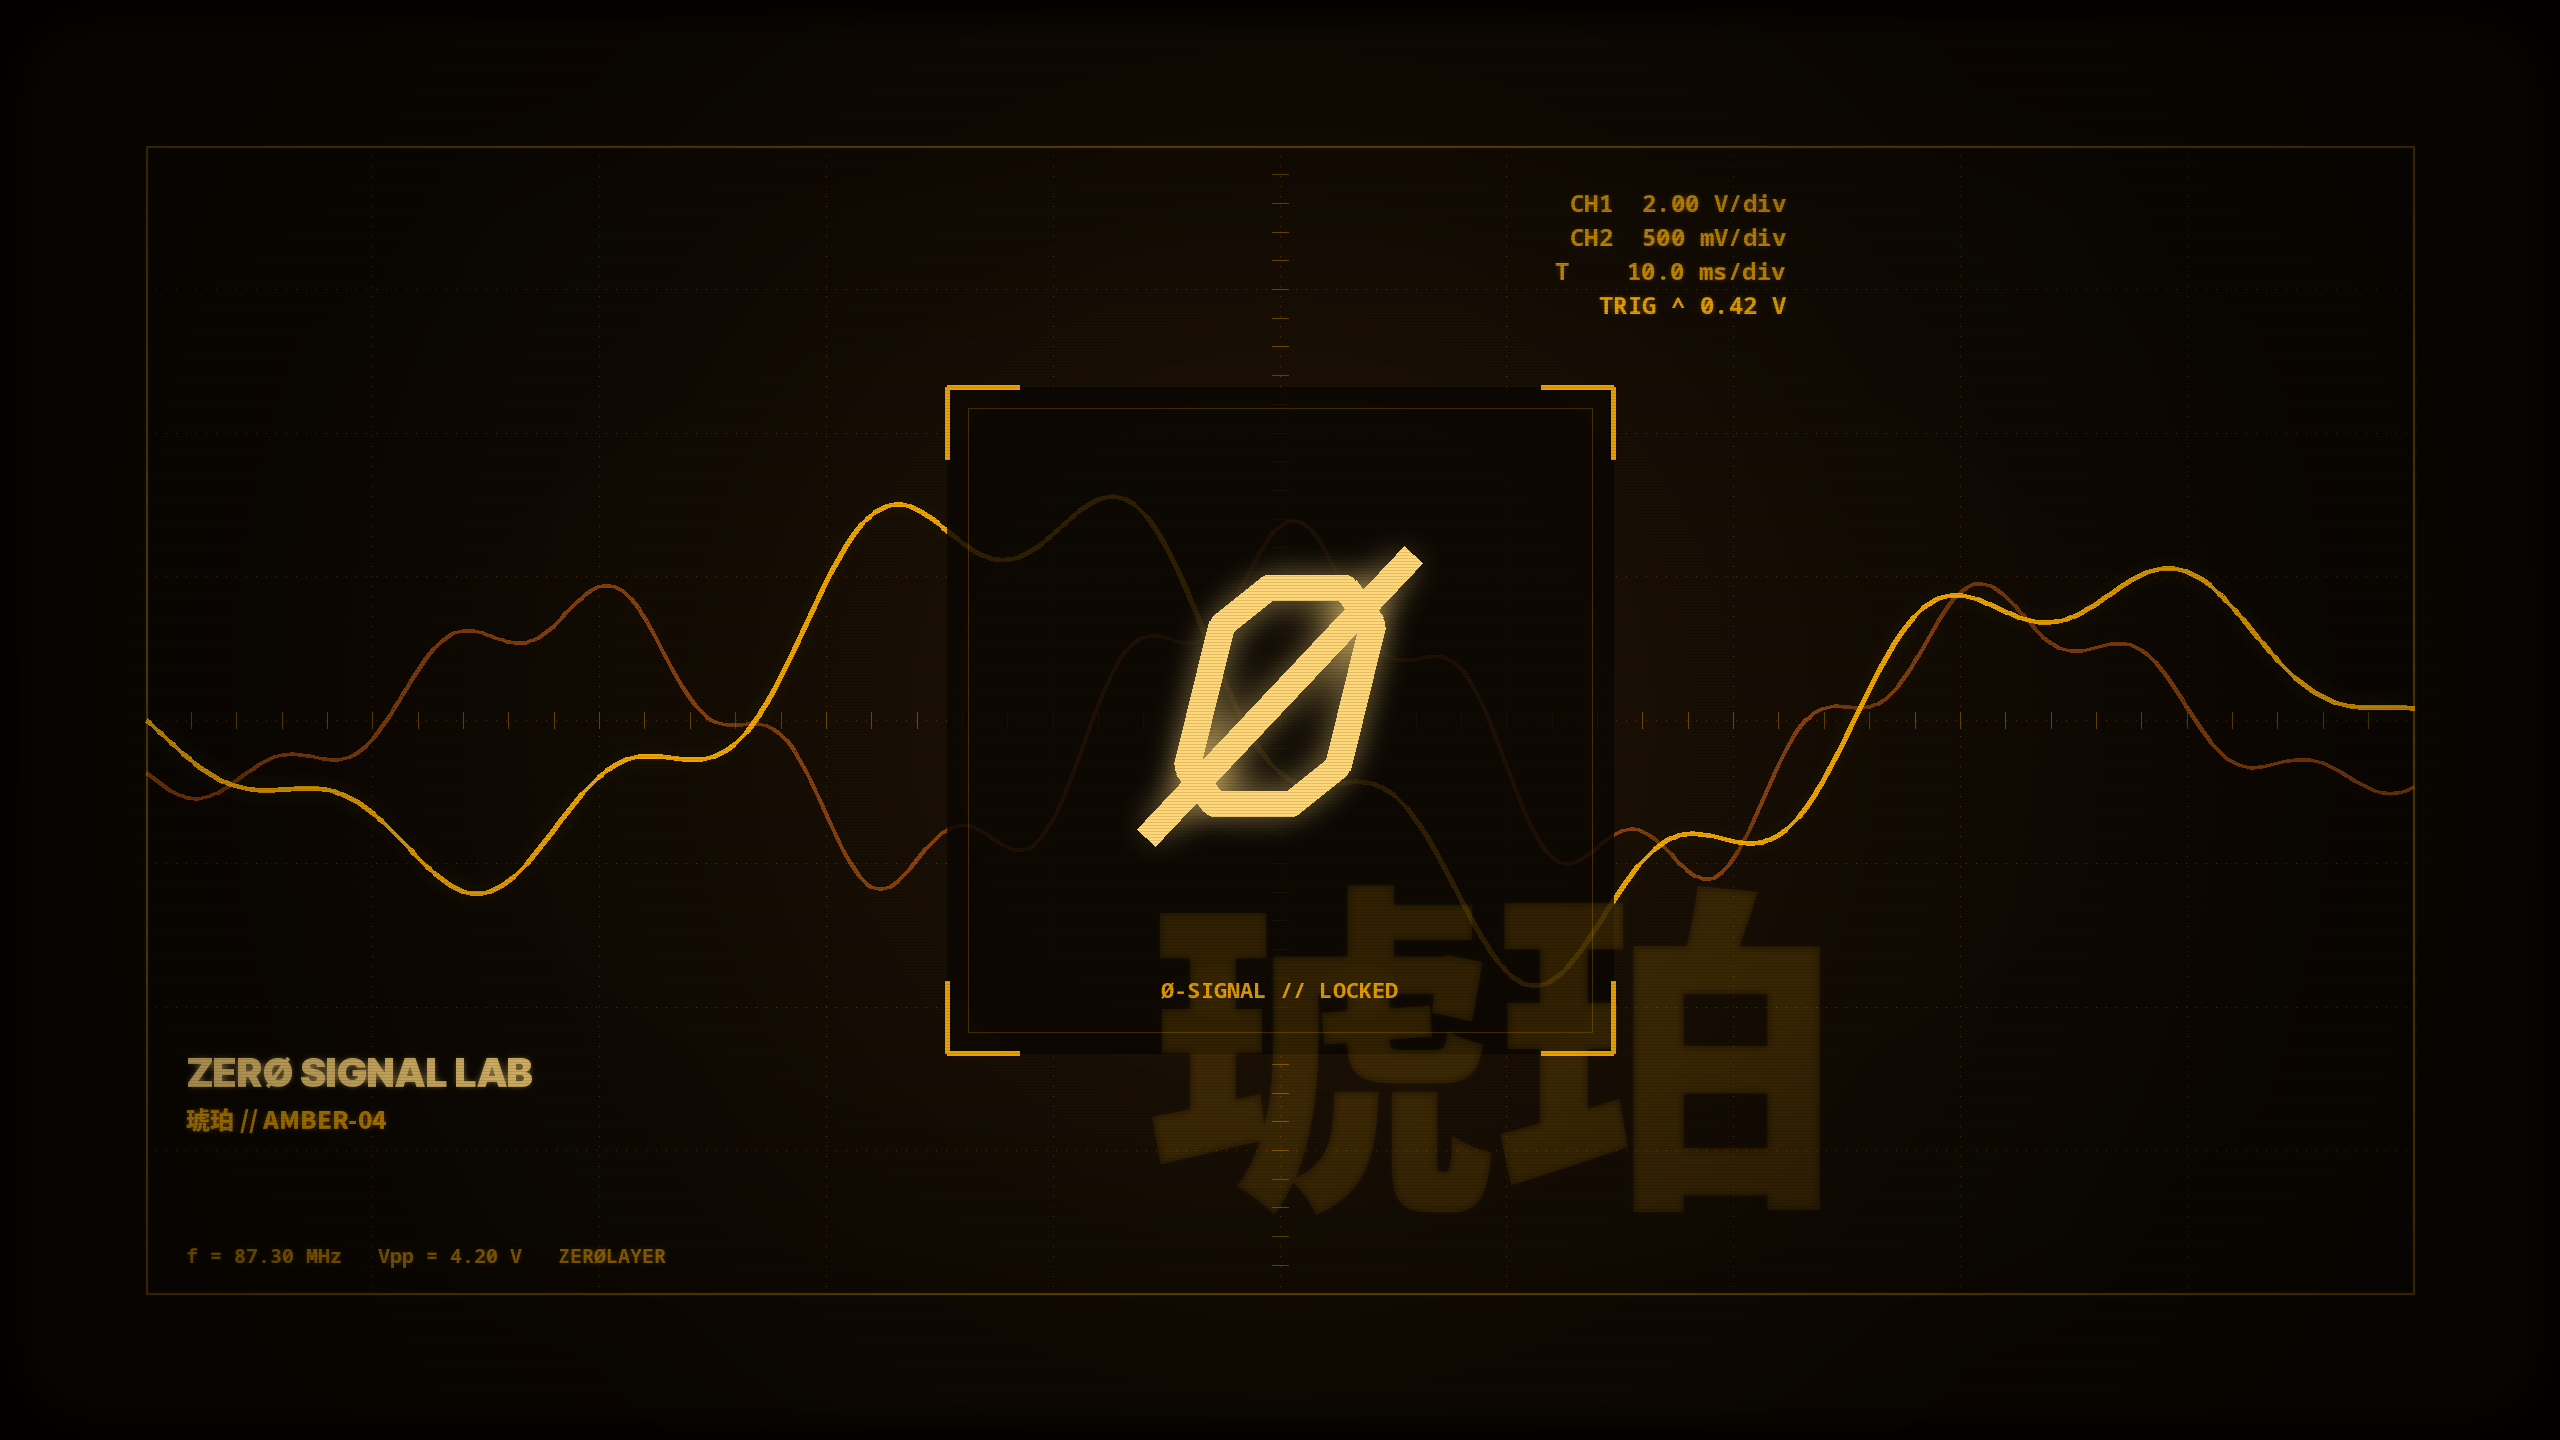 CH1 2.00 V/div
CH2 500 mV/div
T 10.0 ms/div
TRIG ^ 0.42 V
Ø
Ø-SIGNAL // LOCKED
琥珀
ZERØ SIGNAL LAB
琥珀 // AMBER-04
f = 87.30 MHz Vpp = 4.20 V ZERØLAYER